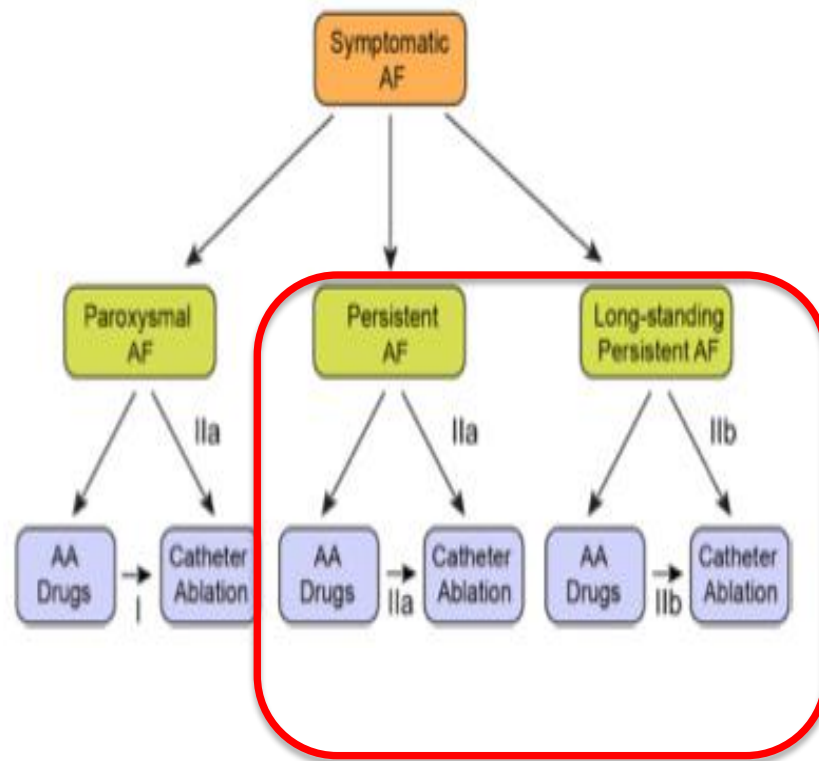 Symptomatic
AF
Paroxysmal
AF
Persistent
AF
Long-standing
Persistent AF
IIa
IIa
IIb
AA
Drugs
I
Catheter
Ablation
AA
Drugs
IIa
Catheter
Ablation
AA
Drugs
IIb
Catheter
Ablation